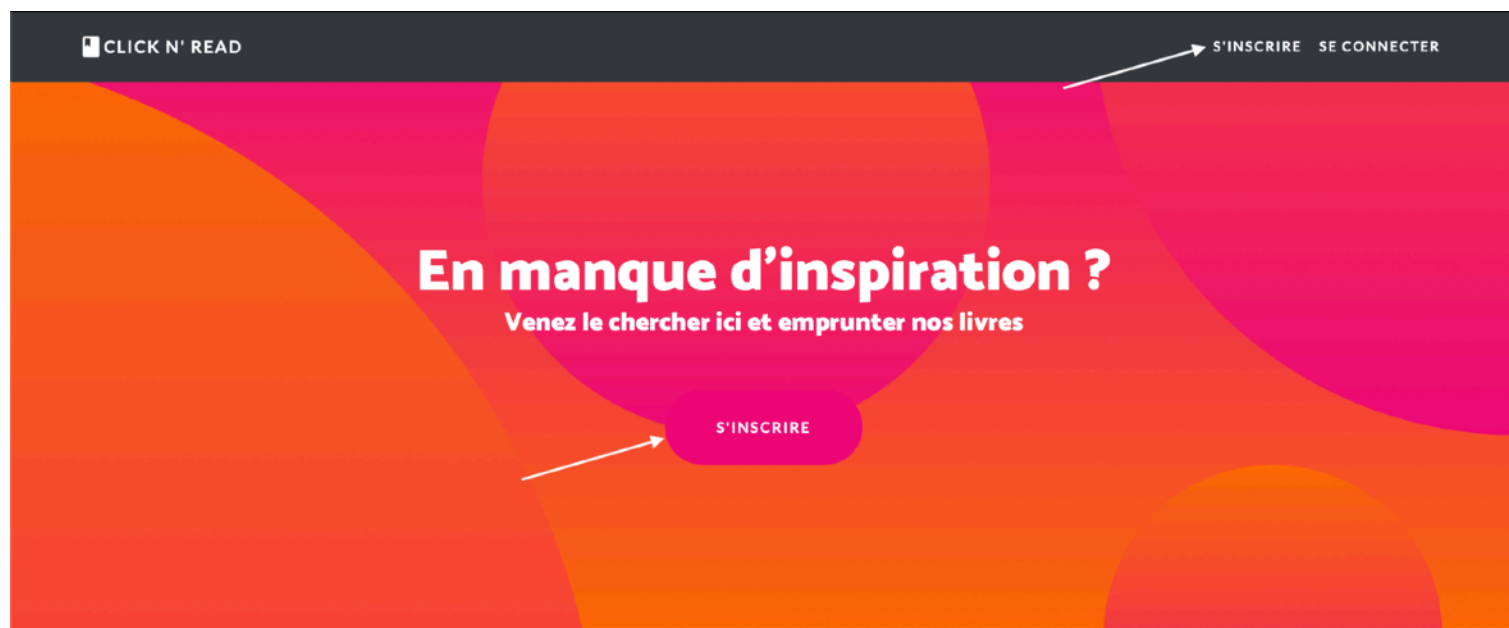 CLICK N' READ
S'INSCRIRE SE CONNECTER
En manque d'inspiration ?
Venez le chercher ici et emprunter nos livres
S'INSCRIRE